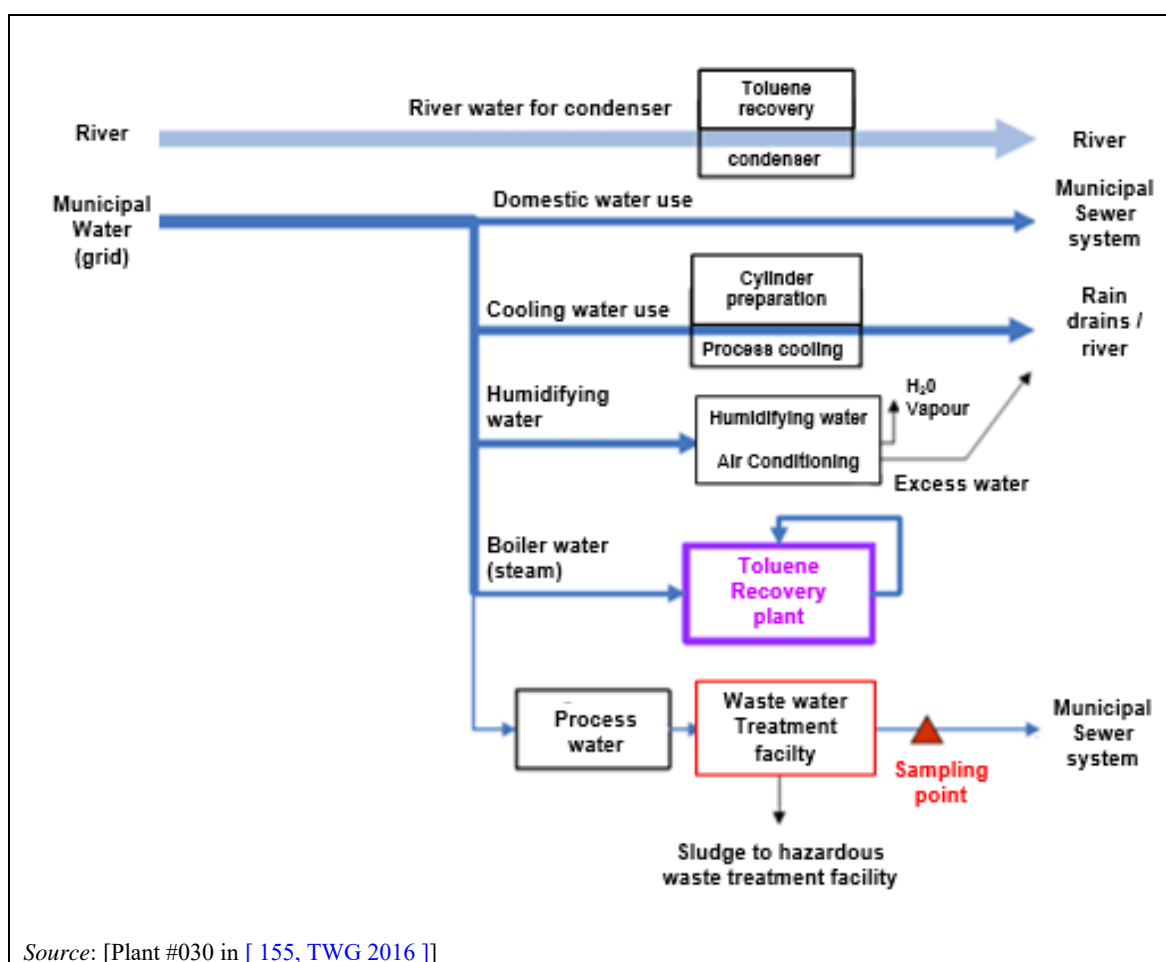 River water for condenser
Toluene
recovery
condenser
River
River
Municipal
Water
(grid)
Domestic water use
Municipal
Sewer
system
Cooling water use
Cylinder
preparation
Process cooling
Rain
drains /
river
Humidifying
water
Humidifying water
Air Conditioning
H₂0
Vapour
Excess water
Boiler water
(steam)
Toluene
Recovery
plant
Process
water
Waste water
Treatment
facilty
Sampling
point
Municipal
Sewer
system
Sludge to hazardous
waste treatment facility
Source: [Plant #030 in [ 155, TWG 2016 ]]